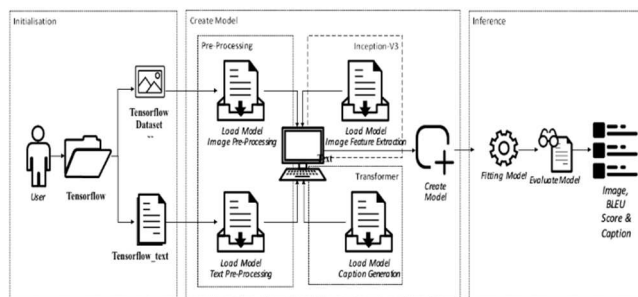 Initialisation
Create Model
Inference
Pre-Processing
Inception-V3
Tensorflow
Dataset
Load Model
Image Pre-Processing
Load Model
Image Feature Extraction
User
Tensorflow
Create
Model
Fitting Model
Evaluate Model
Image,
BLEU
Score &
Caption
Transformer
Tensorflow_text
Load Model
Text Pre-Processing
Load Model
Caption Generation